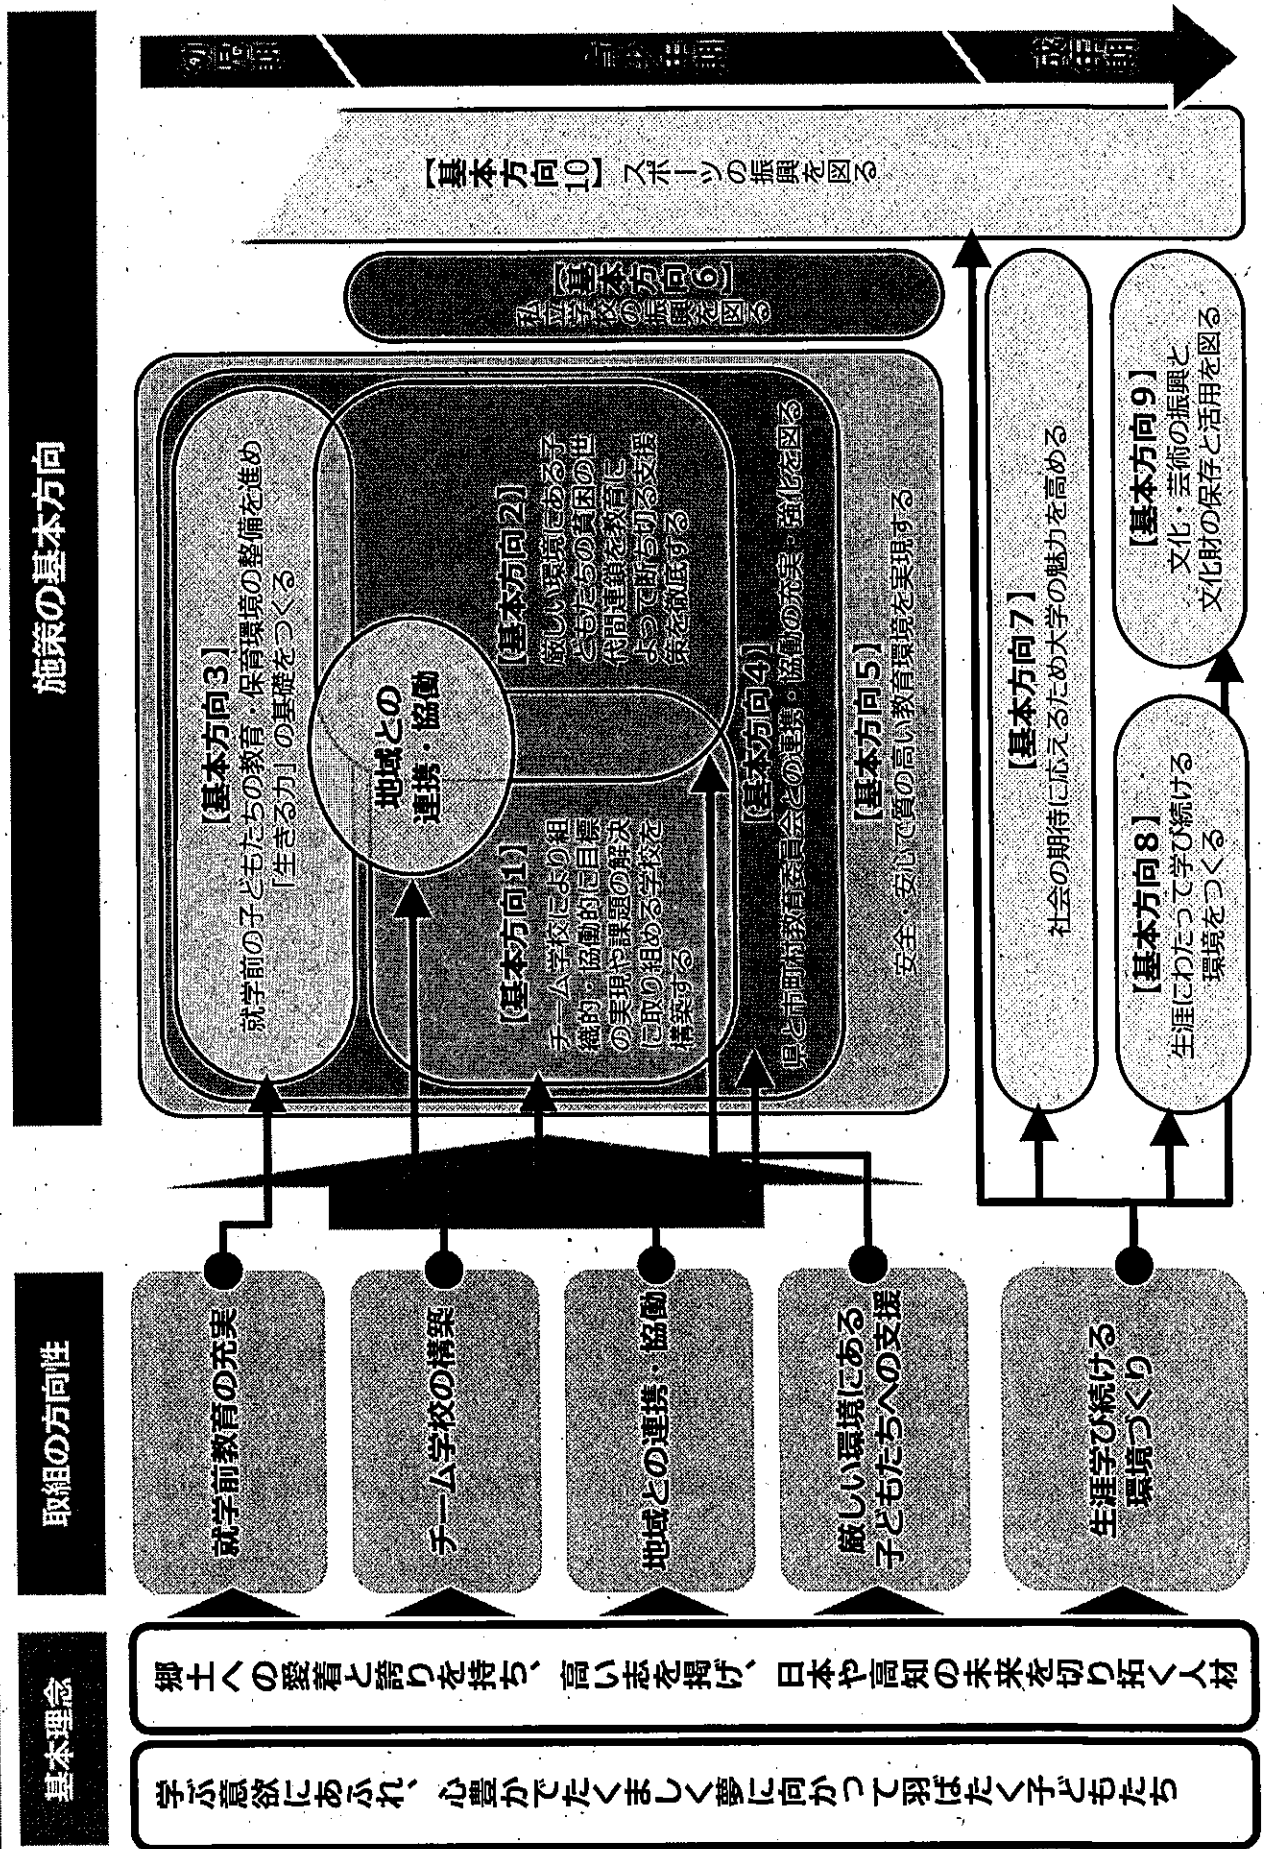 基本理念
学ぶ意欲にあふれ、心豊かでたくましく夢に向かって羽ばたく子どもたち
郷土への愛着と誇りを持ち、高い志を掲げ、日本や高知の未来を切り拓く人材
取組の方向性
就学前教育の充実
チーム学校の構築
地域との連携・協働
厳しい環境にある
子どもたちへの支援
生涯学び続ける
環境づくり
施策の基本方向
【基本方向3】
就学前の子どもたちの教育・保育環境の整備を進め
「生きる力」の基礎をつくる
地域との
連携・協働
【基本方向1】
チーム学校により組
織的・協働的に目標
の実現や課題の解決
に取り組める学校を
構築する
【基本方向2】
厳しい環境にある子
どもたちの貧困の世
代間連鎖を教育に
よって断ち切る支援
策を徹底する
【基本方向4】
県と市町村教育委員会との連携・協働の充実・強化を図る
【基本方向5】
安全・安心で質の高い教育環境を実現する
【基本方向6】
私立学校の振興を図る
【基本方向7】
社会の期待に応えるため大学の魅力を高める
【基本方向8】
生涯にわたって学び続ける
環境をつくる
【基本方向9】
文化・芸術の振興と
文化財の保存と活用を図る
【基本方向10】 スポーツの振興を図る
幼児期
青少年期
成年期